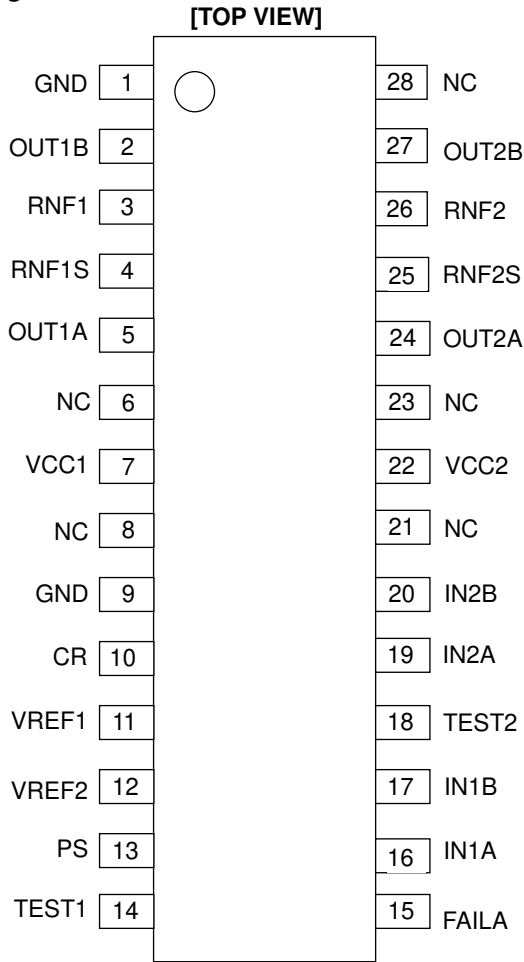 [TOP VIEW]
GND 1 28 NC
OUT1B 2 27 OUT2B
RNF1 3 26 RNF2
RNF1S 4 25 RNF2S
OUT1A 5 24 OUT2A
NC 6 23 NC
VCC1 7 22 VCC2
NC 8 21 NC
GND 9 20 IN2B
CR 10 19 IN2A
VREF1 11 18 TEST2
VREF2 12 17 IN1B
PS 13 16 IN1A
TEST1 14 15 FAILA